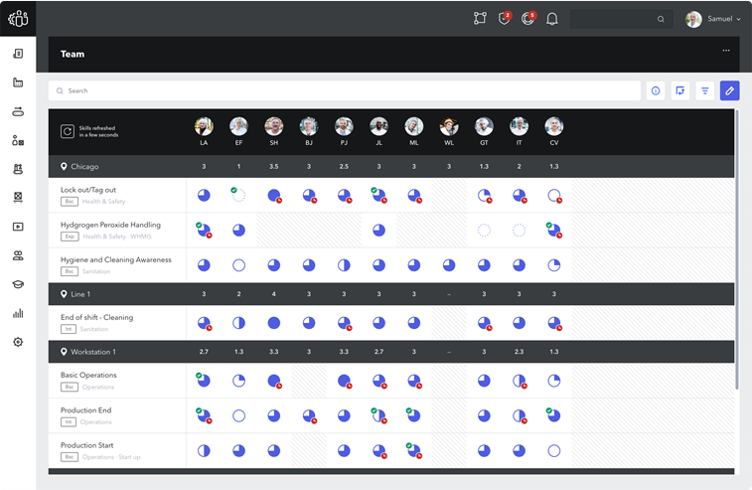 2
5
Samuel
Team
Search
Skills refreshed
in a few seconds
LA EF SH BJ PJ JL ML WL GT IT CV
Chicago 3 1 3.5 3 2.5 3 3 3 1.3 2 1.3
Lock out/Tag out
Bsc Health & Safety
Hydgrogen Peroxide Handling
Exp Health & Safety · WHMIS
Hygiene and Cleaning Awareness
Bsc Sanitation
Line 1 3 2 4 3 3 3 3 – 3 3 3
End of shift - Cleaning
Int Sanitation
Workstation 1 2.7 1.3 3.3 3 3.3 2.7 3 – 3 2.3 1.3
Basic Operations
Bsc Operations
Production End
Int Operations
Production Start
Bsc Operations · Start up